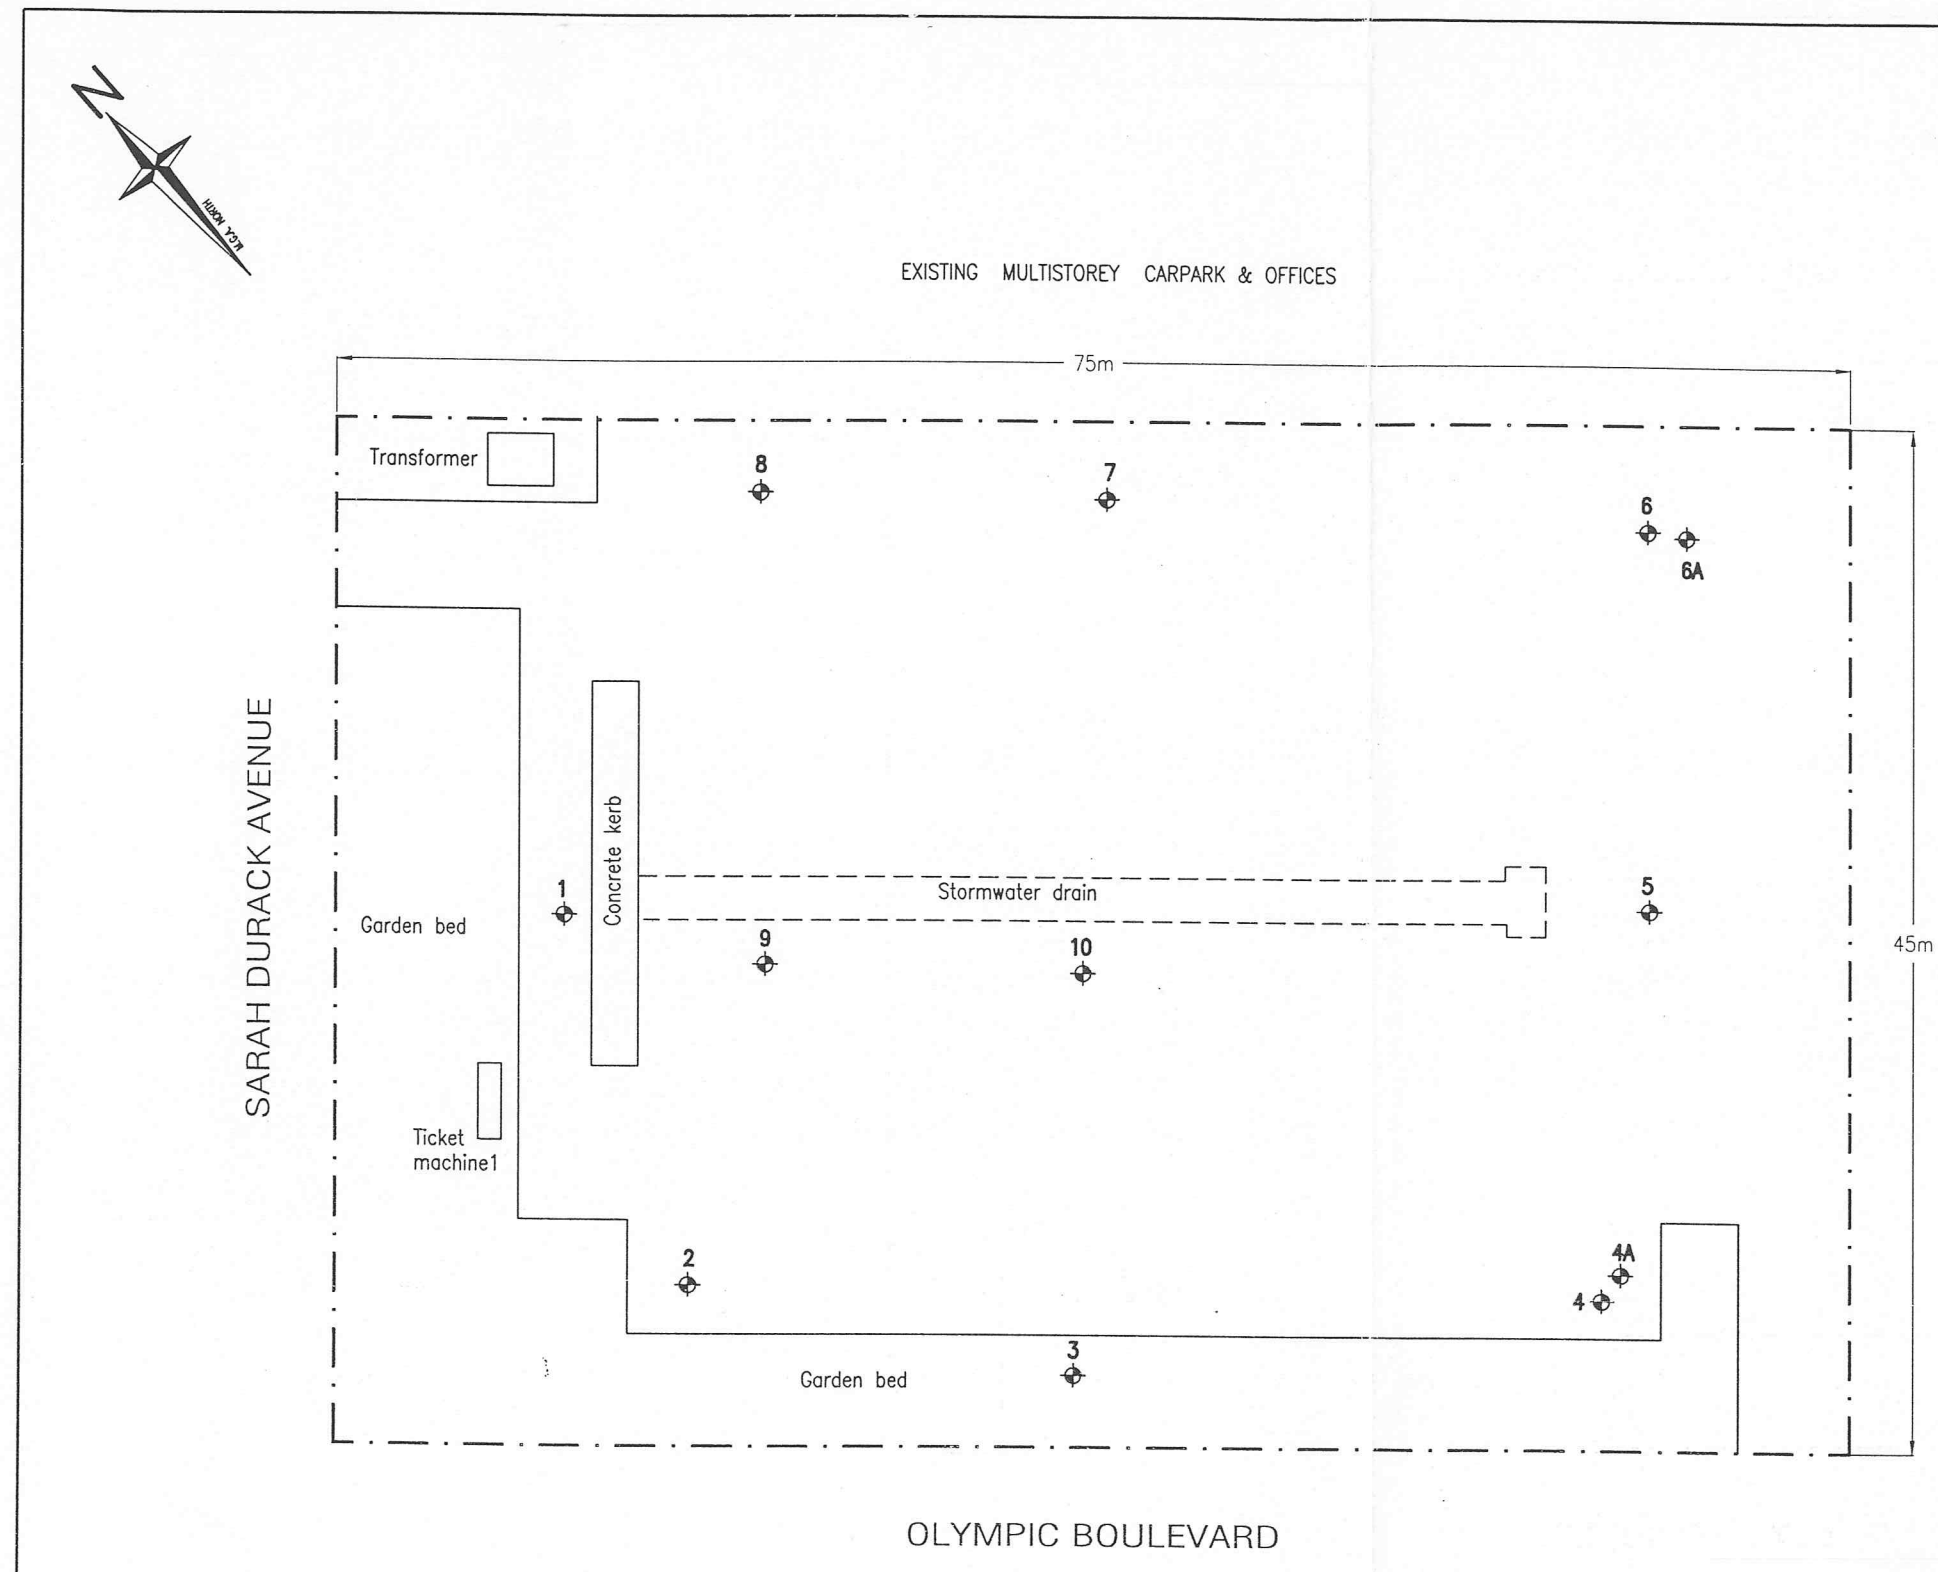 N
M.G.A. NORTH
EXISTING MULTISTOREY CARPARK & OFFICES
75m
Transformer
8
7
6
6A
SARAH DURACK AVENUE
Concrete kerb
Stormwater drain
1
5
Garden bed
9
10
45m
Ticket
machine1
2
4A
4
3
Garden bed
OLYMPIC BOULEVARD